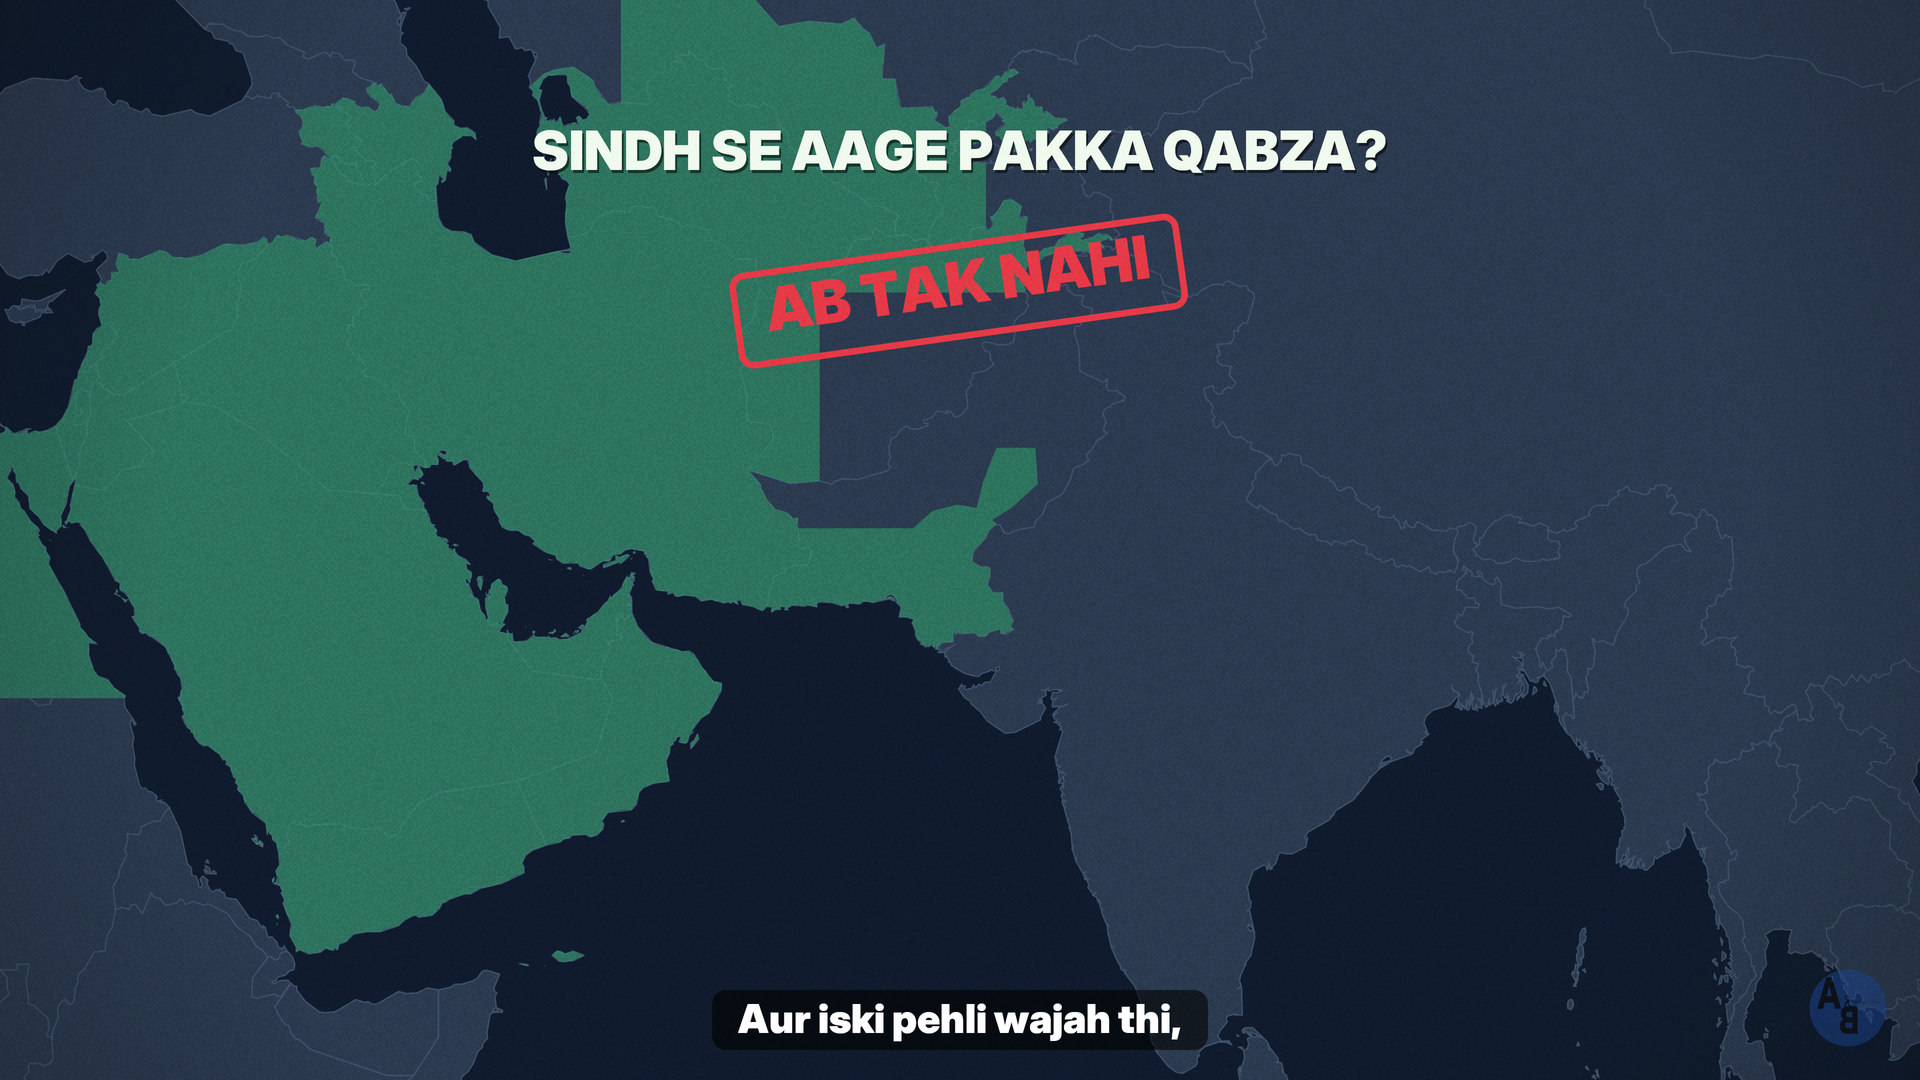 SINDH SE AAGE PAKKA QABZA?
AB TAK NAHI
Aur iski pehli wajah thi,
A
B